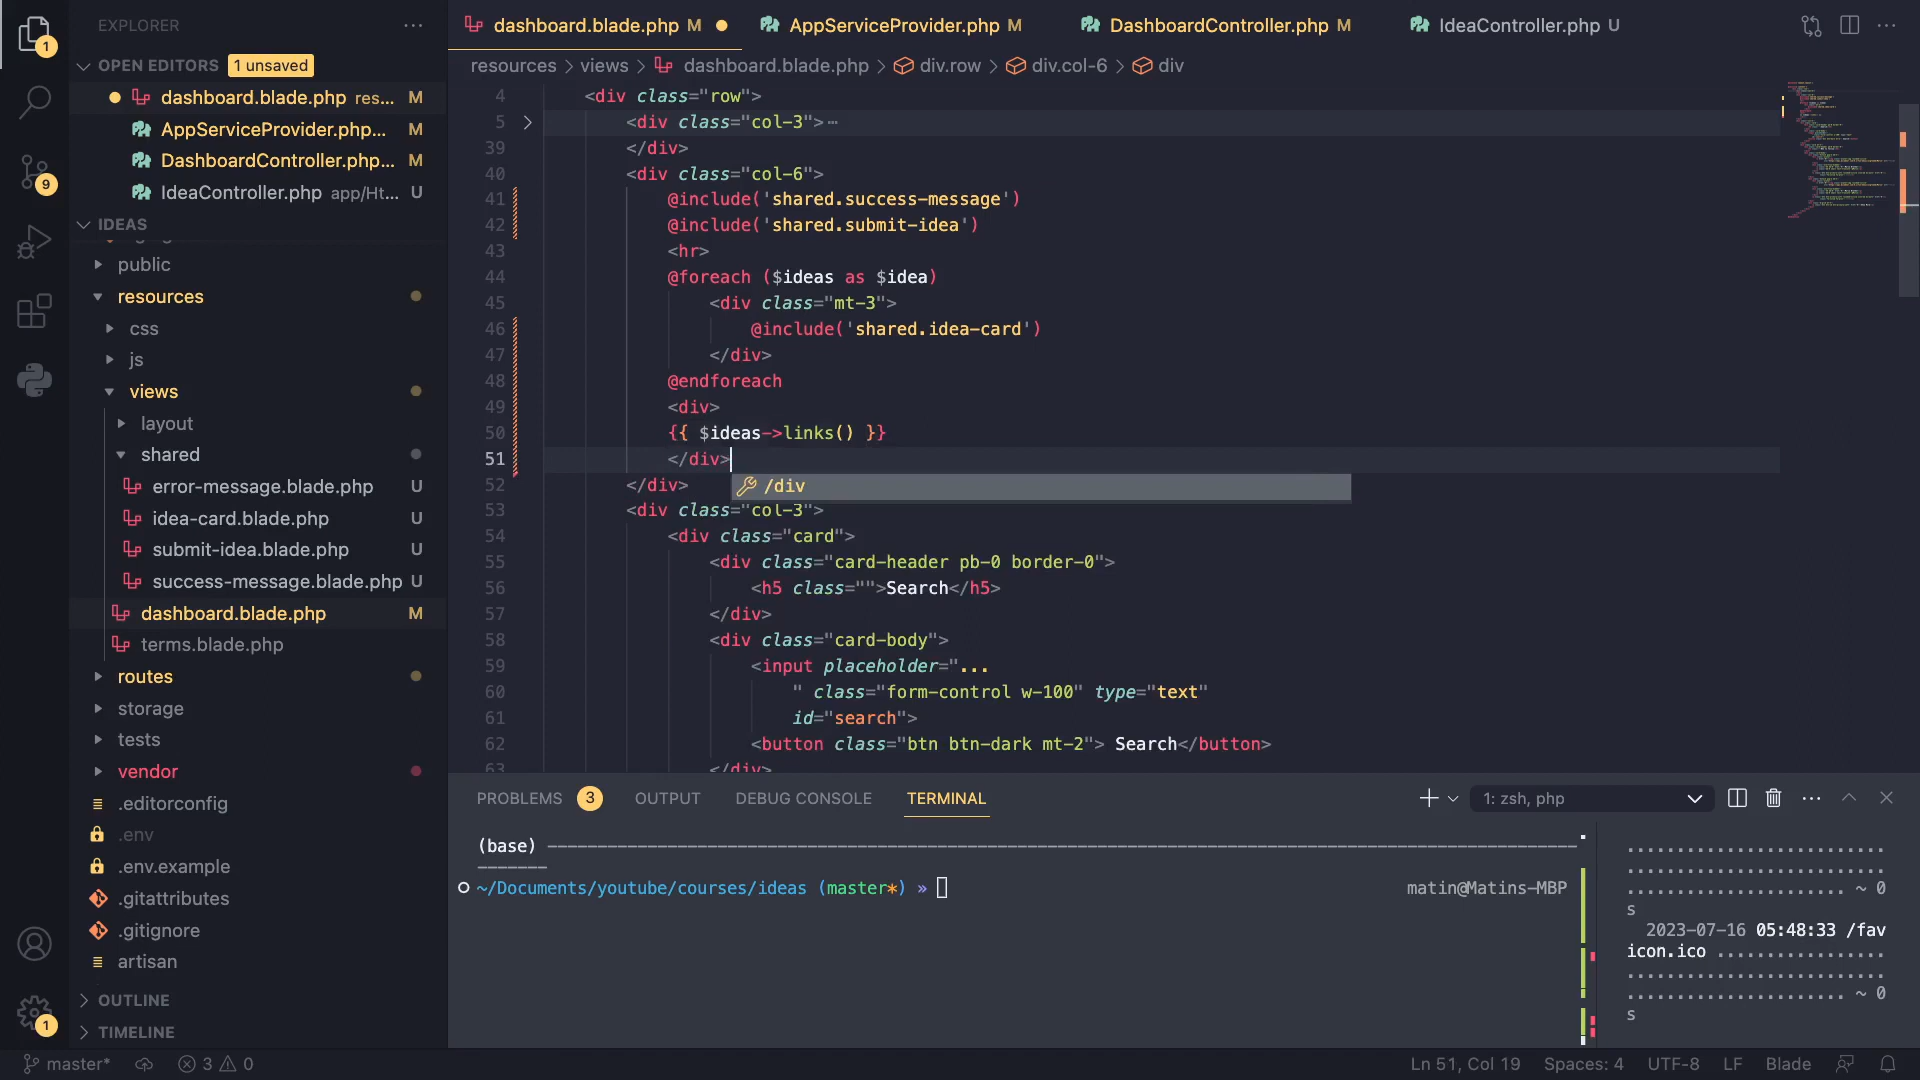 EXPLORER
OPEN EDITORS 1 unsaved
dashboard.blade.php res... M
AppServiceProvider.php... M
DashboardController.php... M
IdeaController.php app/Ht... U
IDEAS
public
resources
css
js
views
layout
shared
error-message.blade.php U
idea-card.blade.php U
submit-idea.blade.php U
success-message.blade.php U
dashboard.blade.php M
terms.blade.php
routes
storage
tests
vendor
.editorconfig
.env
.env.example
.gitattributes
.gitignore
artisan
OUTLINE
TIMELINE
1
9
1
dashboard.blade.php M
AppServiceProvider.php M
DashboardController.php M
IdeaController.php U
resources > views > dashboard.blade.php > div.row > div.col-6 > div
4 <div class="row">
5 <div class="col-3"> ...
39 </div>
40 <div class="col-6">
41 @include('shared.success-message')
42 @include('shared.submit-idea')
43 <hr>
44 @foreach ($ideas as $idea)
45 <div class="mt-3">
46 @include('shared.idea-card')
47 </div>
48 @endforeach
49 <div>
50 {{ $ideas->links() }}
51 </div>
/div
52 </div>
53 <div class="col-3">
54 <div class="card">
55 <div class="card-header pb-0 border-0">
56 <h5 class="">Search</h5>
57 </div>
58 <div class="card-body">
59 <input placeholder="...
60 " class="form-control w-100" type="text"
61 id="search">
62 <button class="btn btn-dark mt-2"> Search</button>
63 </div>
PROBLEMS 3 OUTPUT DEBUG CONSOLE TERMINAL
1: zsh, php
(base)
~/Documents/youtube/courses/ideas (master*) » matin@Matins-MBP
~ 0
s
2023-07-16 05:48:33 /fav
icon.ico
~ 0
s
master* 3 0
Ln 51, Col 19 Spaces: 4 UTF-8 LF Blade